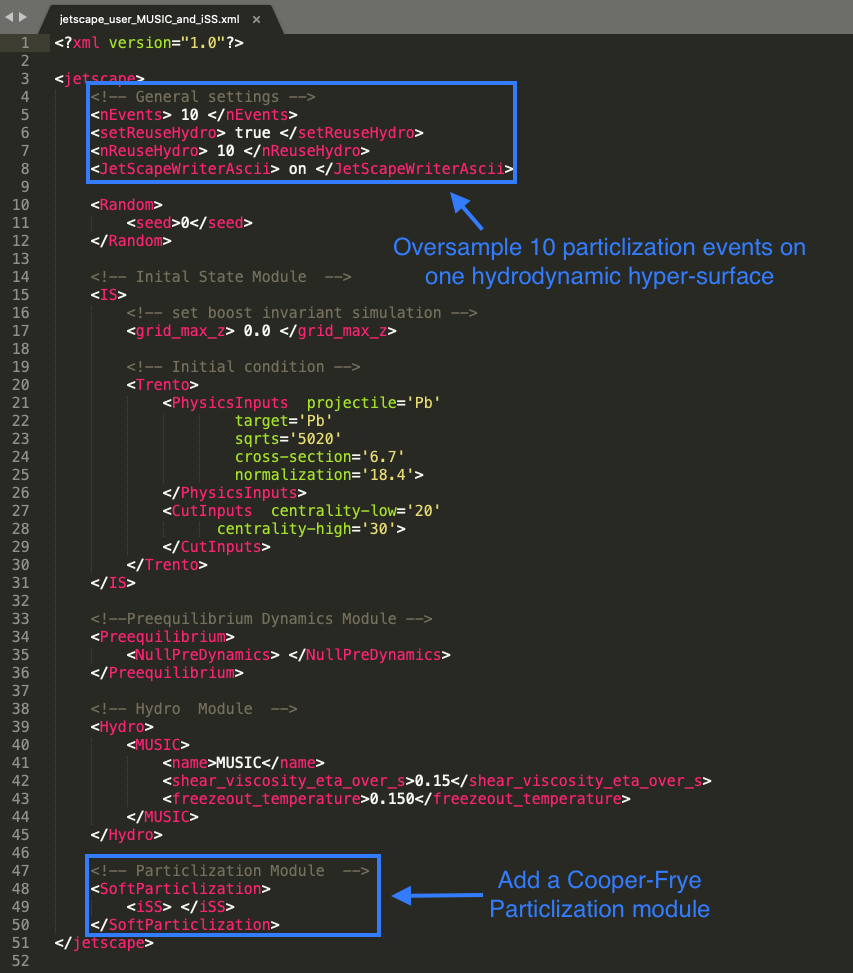 jetscape_user_MUSIC_and_iSS.xml ×
1 <?xml version="1.0"?>
2
3 <jetscape>
4 <!-- General settings -->
5 <nEvents> 10 </nEvents>
6 <setReuseHydro> true </setReuseHydro>
7 <nReuseHydro> 10 </nReuseHydro>
8 <JetScapeWriterAscii> on </JetScapeWriterAscii>
9
10 <Random>
11 <seed>0</seed>
12 </Random>
Oversample 10 particlization events on
one hydrodynamic hyper-surface
13
14 <!-- Inital State Module  -->
15 <IS>
16 <!-- set boost invariant simulation -->
17 <grid_max_z> 0.0 </grid_max_z>
18
19 <!-- Initial condition -->
20 <Trento>
21 <PhysicsInputs  projectile='Pb'
22 target='Pb'
23 sqrts='5020'
24 cross-section='6.7'
25 normalization='18.4'>
26 </PhysicsInputs>
27 <CutInputs  centrality-low='20'
28 centrality-high='30'>
29 </CutInputs>
30 </Trento>
31 </IS>
32
33 <!--Preequilibrium Dynamics Module -->
34 <Preequilibrium>
35 <NullPreDynamics> </NullPreDynamics>
36 </Preequilibrium>
37
38 <!-- Hydro  Module  -->
39 <Hydro>
40 <MUSIC>
41 <name>MUSIC</name>
42 <shear_viscosity_eta_over_s>0.15</shear_viscosity_eta_over_s>
43 <freezeout_temperature>0.150</freezeout_temperature>
44 </MUSIC>
45 </Hydro>
46
47 <!-- Particlization Module  -->
48 <SoftParticlization>
49 <iSS> </iSS>
50 </SoftParticlization>
Add a Cooper-Frye
Particlization module
51 </jetscape>
52